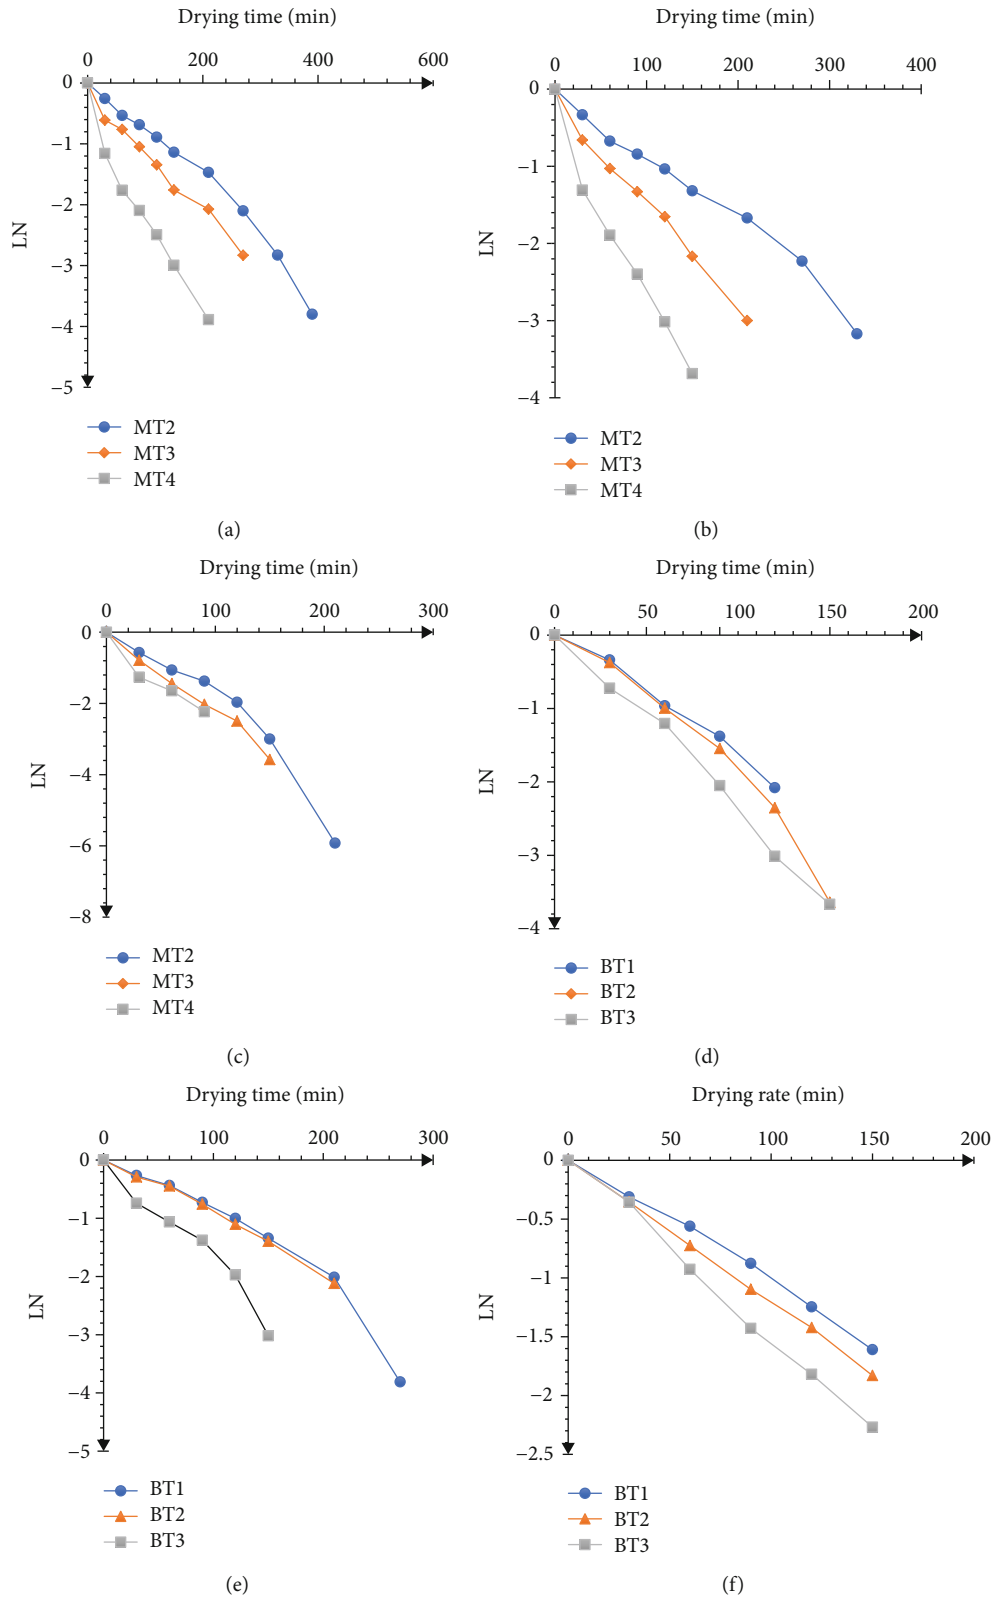 Drying time (min)
0 200 400 600
0
−1
−2
−3
−4
−5
LN
MT2
MT3
MT4
(a)
Drying time (min)
0 100 200 300 400
0
−1
−2
−3
−4
LN
MT2
MT3
MT4
(b)
Drying time (min)
0 100 200 300
0
−2
−4
−6
−8
LN
MT2
MT3
MT4
(c)
Drying time (min)
0 50 100 150 200
0
−1
−2
−3
−4
LN
BT1
BT2
BT3
(d)
Drying time (min)
0 100 200 300
0
−1
−2
−3
−4
−5
LN
BT1
BT2
BT3
(e)
Drying rate (min)
0 50 100 150 200
0
−0.5
−1
−1.5
−2
−2.5
LN
BT1
BT2
BT3
(f)